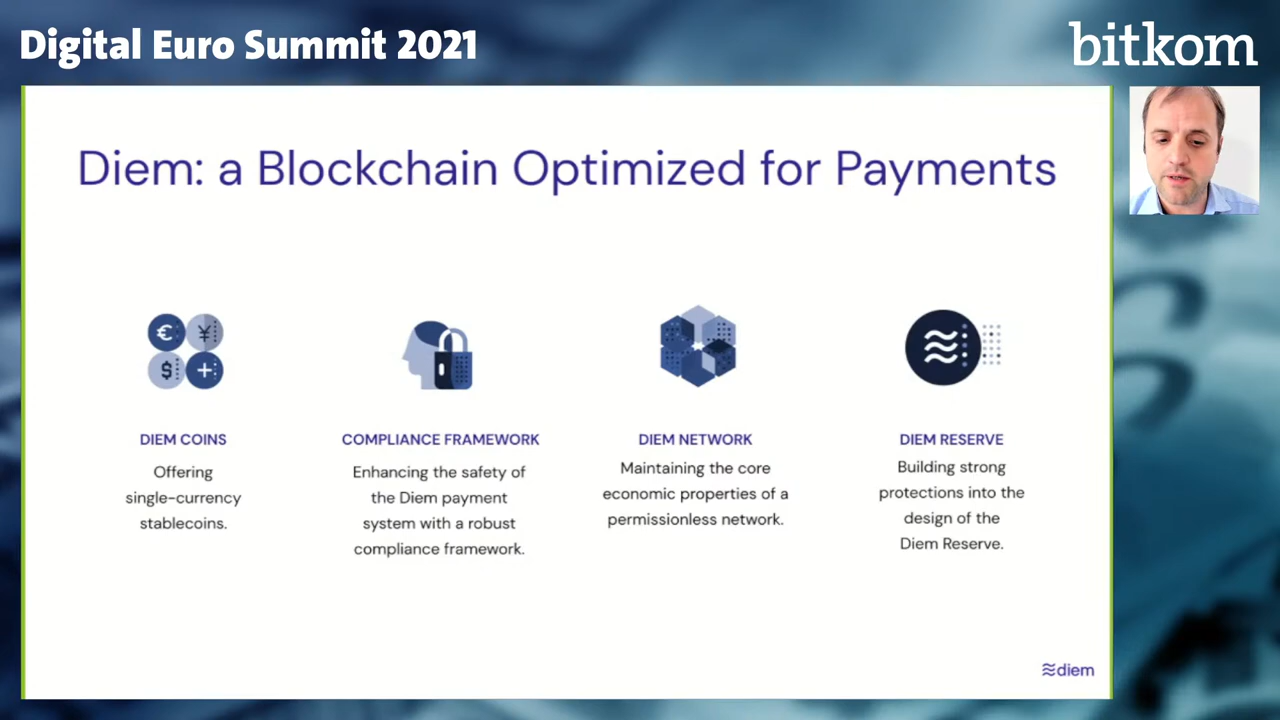 Digital Euro Summit 2021
bitkom
Diem: a Blockchain Optimized for Payments
€ ¥
$ +
DIEM COINS
Offering
single-currency
stablecoins.
COMPLIANCE FRAMEWORK
Enhancing the safety of
the Diem payment
system with a robust
compliance framework.
DIEM NETWORK
Maintaining the core
economic properties of a
permissionless network.
DIEM RESERVE
Building strong
protections into the
design of the
Diem Reserve.
diem